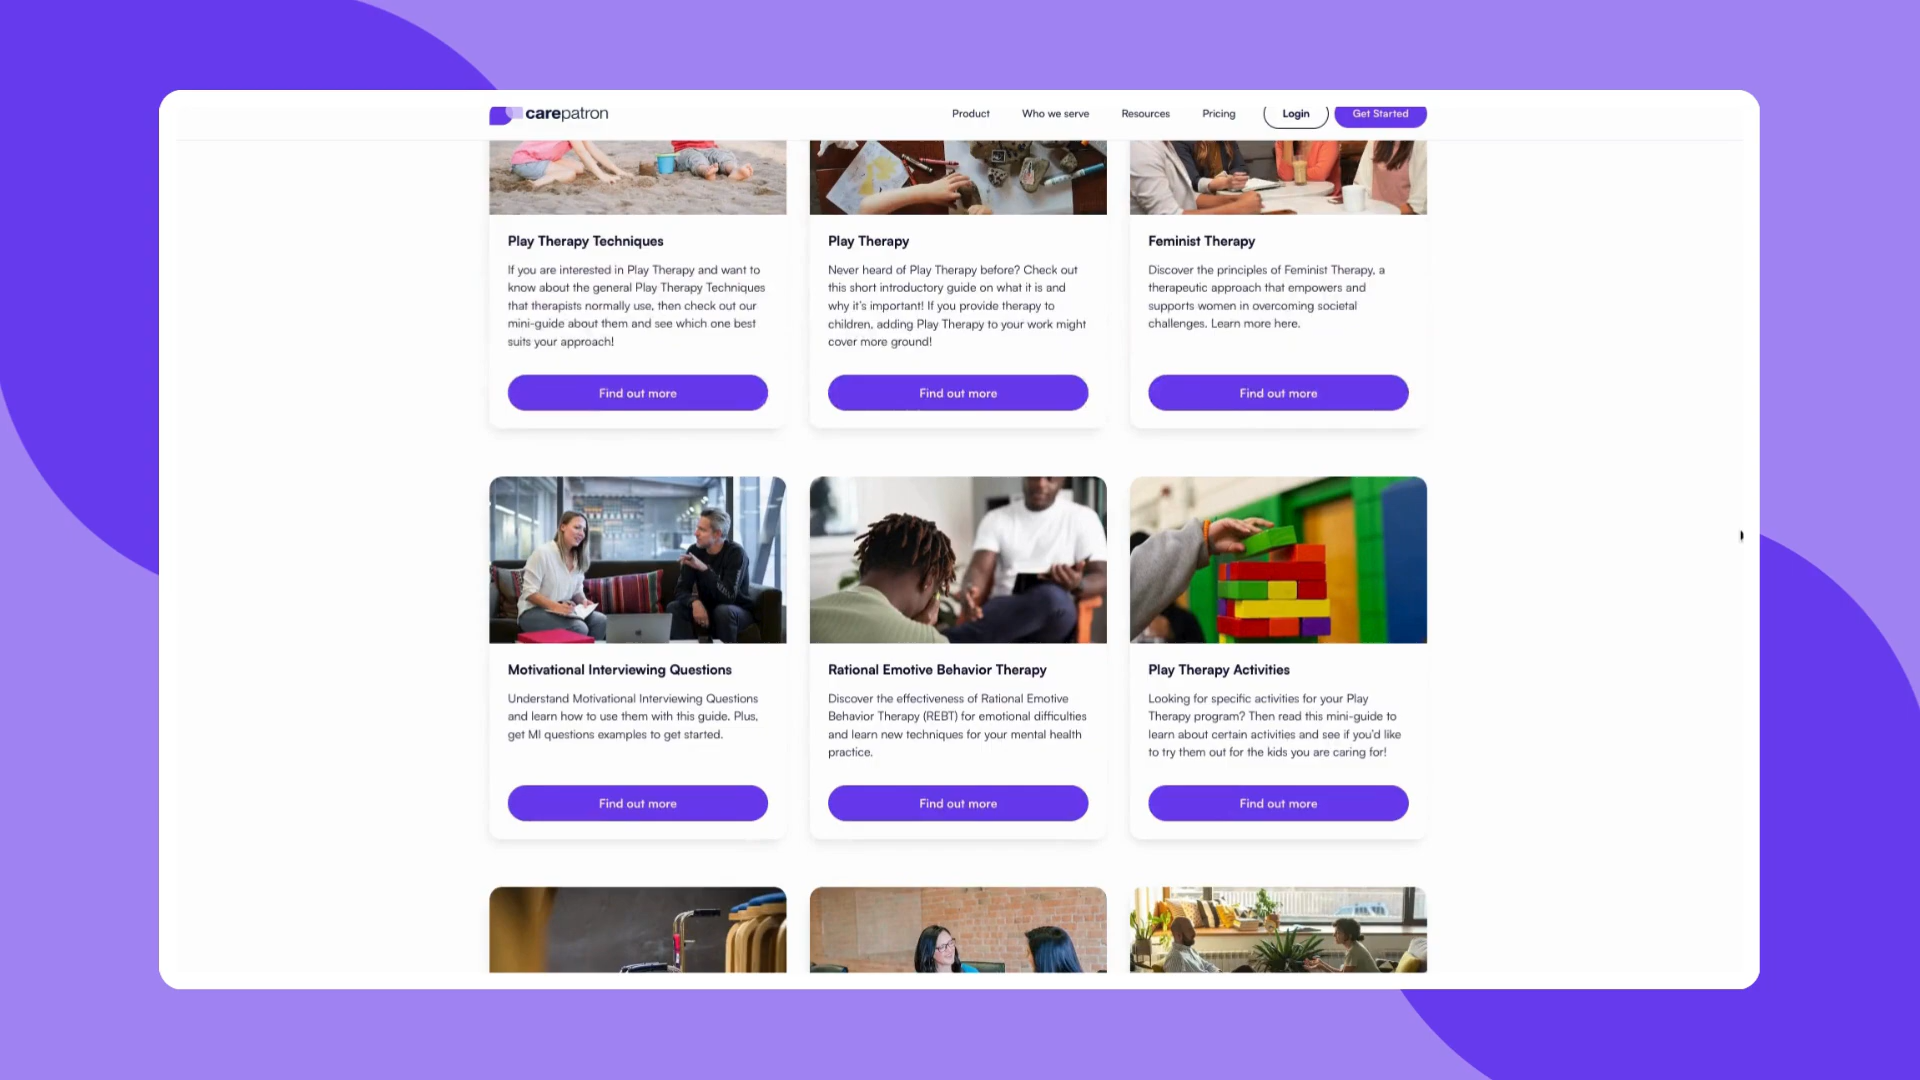 carepatron
Product
Who we serve
Resources
Pricing
Login
Get Started
Play Therapy Techniques
If you are interested in Play Therapy and want to
know about the general Play Therapy Techniques
that therapists normally use, then check out our
mini-guide about them and see which one best
suits your approach!
Find out more
Play Therapy
Never heard of Play Therapy before? Check out
this short introductory guide on what it is and
why it's important! If you provide therapy to
children, adding Play Therapy to your work might
cover more ground!
Find out more
Feminist Therapy
Discover the principles of Feminist Therapy, a
therapeutic approach that empowers and
supports women in overcoming societal
challenges. Learn more here.
Find out more
Motivational Interviewing Questions
Understand Motivational Interviewing Questions
and learn how to use them with this guide. Plus,
get MI questions examples to get started.
Find out more
Rational Emotive Behavior Therapy
Discover the effectiveness of Rational Emotive
Behavior Therapy (REBT) for emotional difficulties
and learn new techniques for your mental health
practice.
Find out more
Play Therapy Activities
Looking for specific activities for your Play
Therapy program? Then read this mini-guide to
learn about certain activities and see if you'd like
to try them out for the kids you are caring for!
Find out more